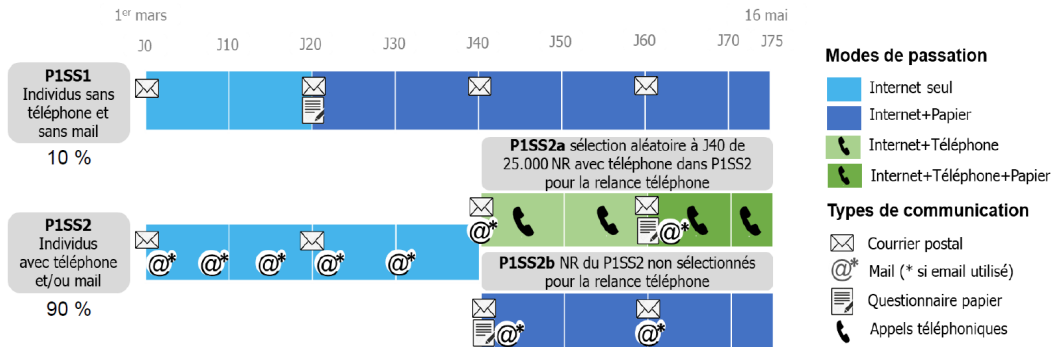 1er mars
16 mai
J0 J10 J20 J40 J50 J60 J70 J75
P1SS1
Individus sans
téléphone et
sans mail
10 %
P1SS2a sélection aléatoire à J40 de
25.000 NR avec téléphone dans P1SS2
pour la relance téléphone
P1SS2
Individus
avec téléphone
et/ou mail
90 %
@* @* @* @* @* @* @*
P1SS2b NR du P1SS2 non sélectionnés
pour la relance téléphone
@* @*
Modes de passation
Internet seul
Internet+Papier
Internet+Téléphone
Internet+Téléphone+Papier
Types de communication
Courrier postal
@* Mail (* si email utilisé)
Questionnaire papier
Appels téléphoniques